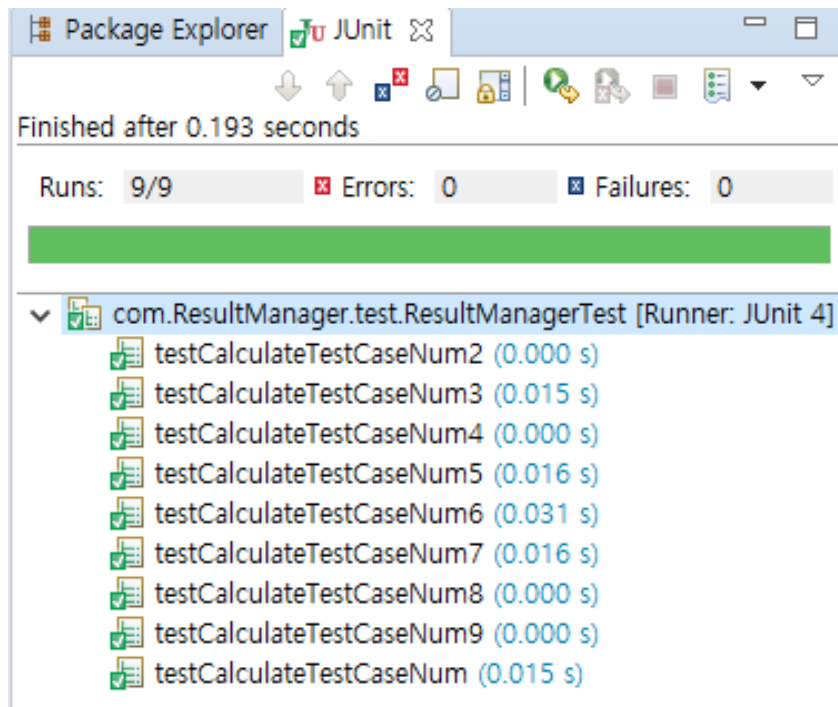 Package Explorer JUnit
Finished after 0.193 seconds
Runs: 9/9 Errors: 0 Failures: 0
com.ResultManager.test.ResultManagerTest [Runner: JUnit 4]
testCalculateTestCaseNum2 (0.000 s)
testCalculateTestCaseNum3 (0.015 s)
testCalculateTestCaseNum4 (0.000 s)
testCalculateTestCaseNum5 (0.016 s)
testCalculateTestCaseNum6 (0.031 s)
testCalculateTestCaseNum7 (0.016 s)
testCalculateTestCaseNum8 (0.000 s)
testCalculateTestCaseNum9 (0.000 s)
testCalculateTestCaseNum (0.015 s)